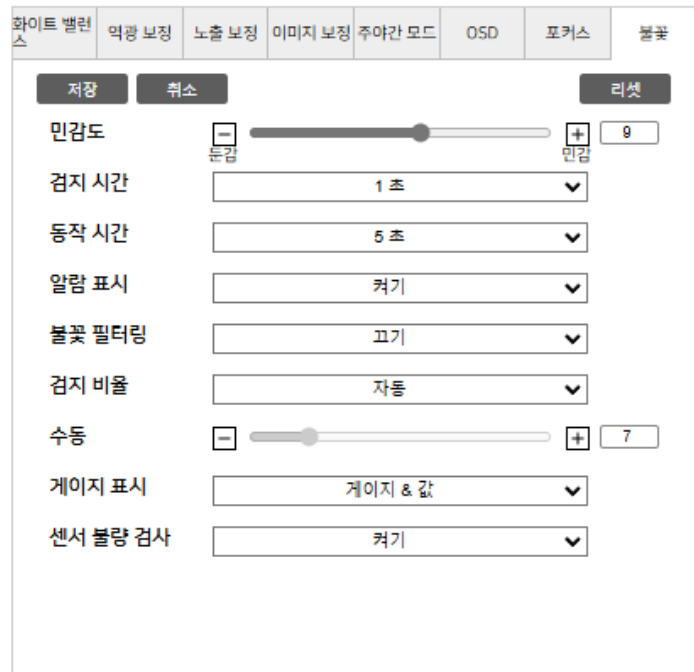 화이트 밸런
스
역광 보정
노출 보정
이미지 보정
주야간 모드
OSD
포커스
불꽃
저장
취소
리셋
민감도
9
둔감
민감
검지 시간
1 초
동작 시간
5 초
알람 표시
켜기
불꽃 필터링
끄기
검지 비율
자동
수동
7
게이지 표시
게이지 & 값
센서 불량 검사
켜기